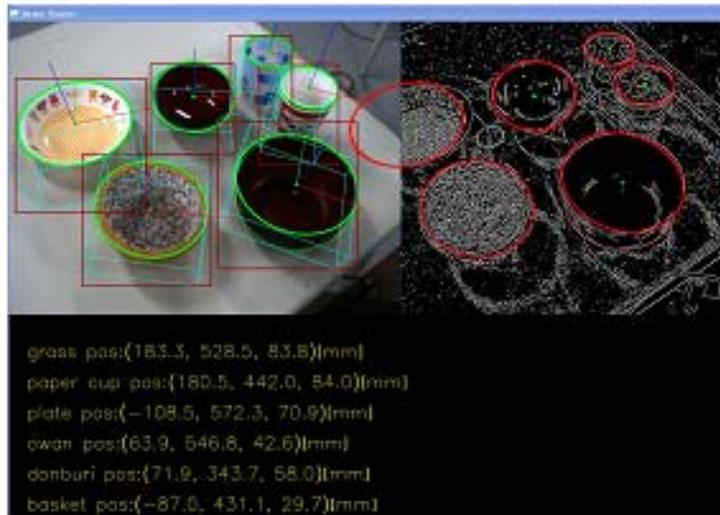 grass pos:(183.3, 528.5, 83.8)[mm]
paper cup pos:(180.5, 442.0, 84.0)[mm]
plate pos:(-108.5, 572.3, 70.9)[mm]
owan pos:(63.9, 546.8, 42.6)[mm]
donburi pos:(71.9, 343.7, 58.0)[mm]
basket pos:(-87.0, 431.1, 29.7)[mm]